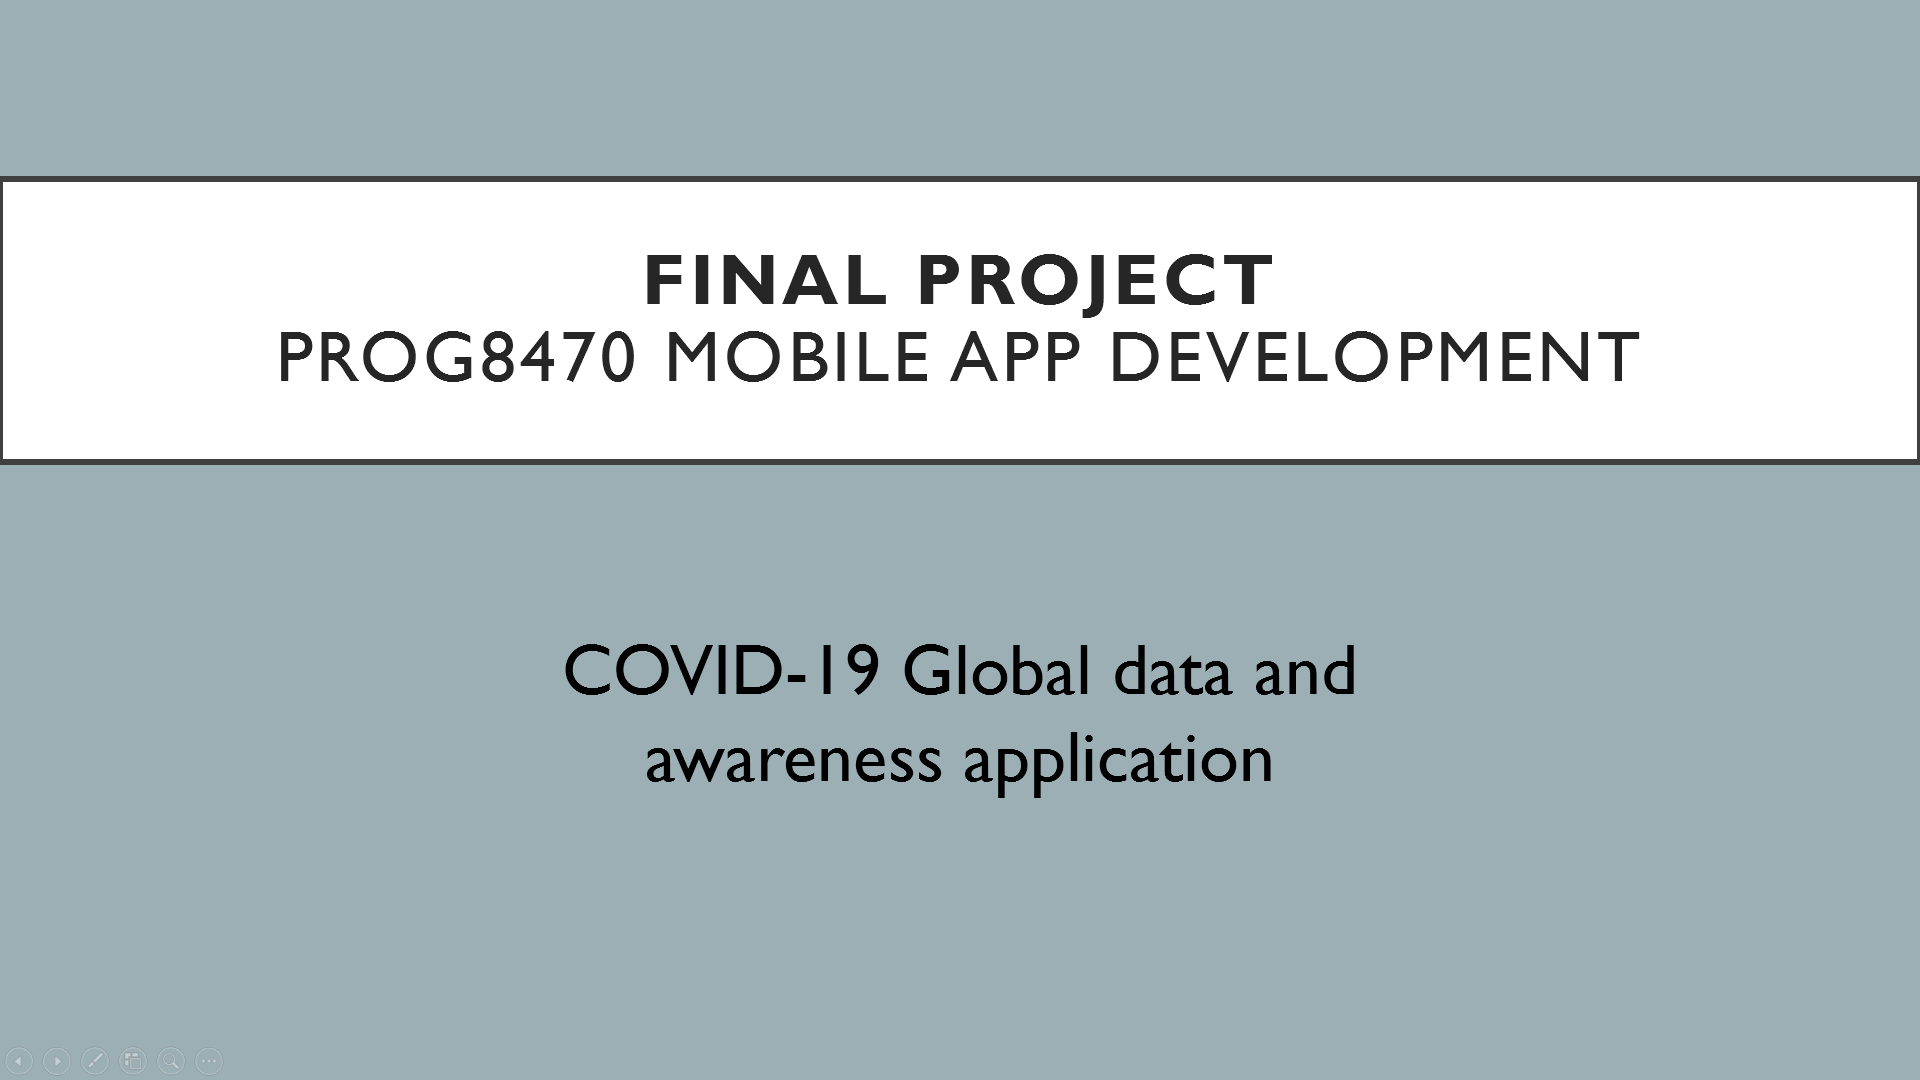 FINAL PROJECT
PROG8470 MOBILE APP DEVELOPMENT
COVID-19 Global data and
awareness application